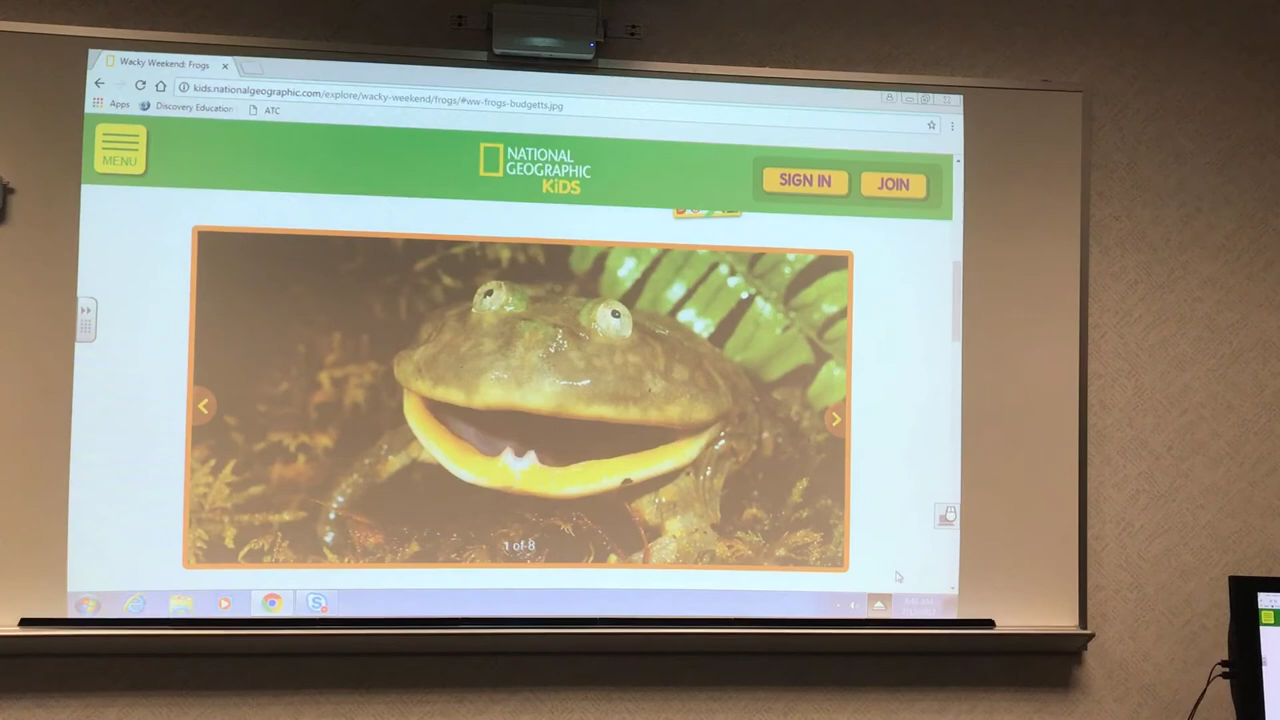 Wacky Weekend: Frogs
kids.nationalgeographic.com/explore/wacky-weekend/frogs/#ww-frogs-budgetts.jpg
Apps Discovery Education ATC
MENU
NATIONAL
GEOGRAPHIC
KiDS
SIGN IN JOIN
1 of 8